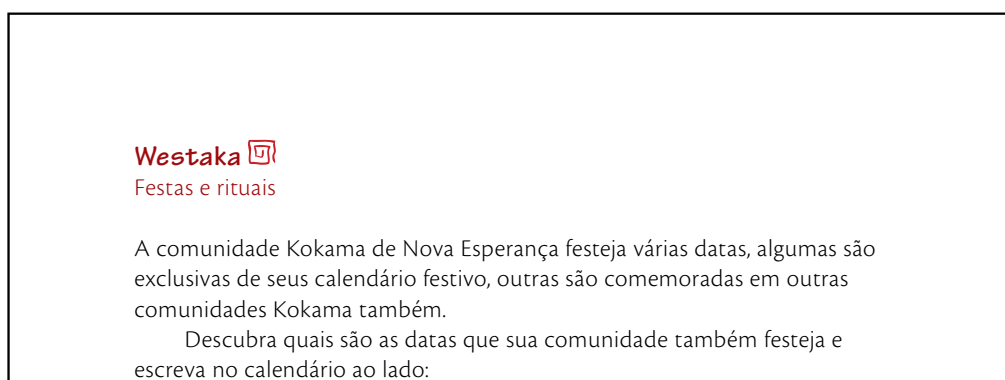 Westaka
Festas e rituais
A comunidade Kokama de Nova Esperança festeja várias datas, algumas são
exclusivas de seus calendário festivo, outras são comemoradas em outras
comunidades Kokama também.
Descubra quais são as datas que sua comunidade também festeja e
escreva no calendário ao lado: